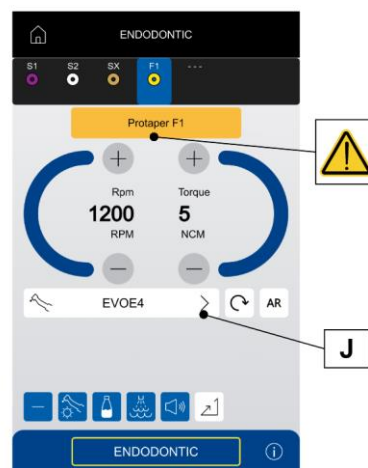 ENDODONTIC
S1 S2 SX F1 ---
Protaper F1
Rpm Torque
1200 5
RPM NCM
EVOE4 AR
J
ENDODONTIC